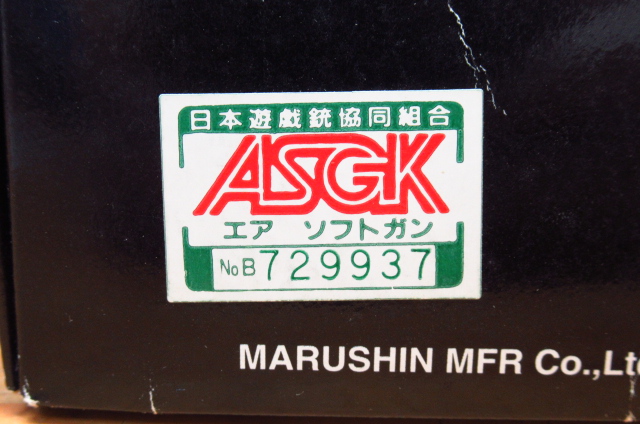 日本遊戯銃協同組合
ASGK
エア ソフトガン
No B 729937
MARUSHIN MFR Co.,Ltd